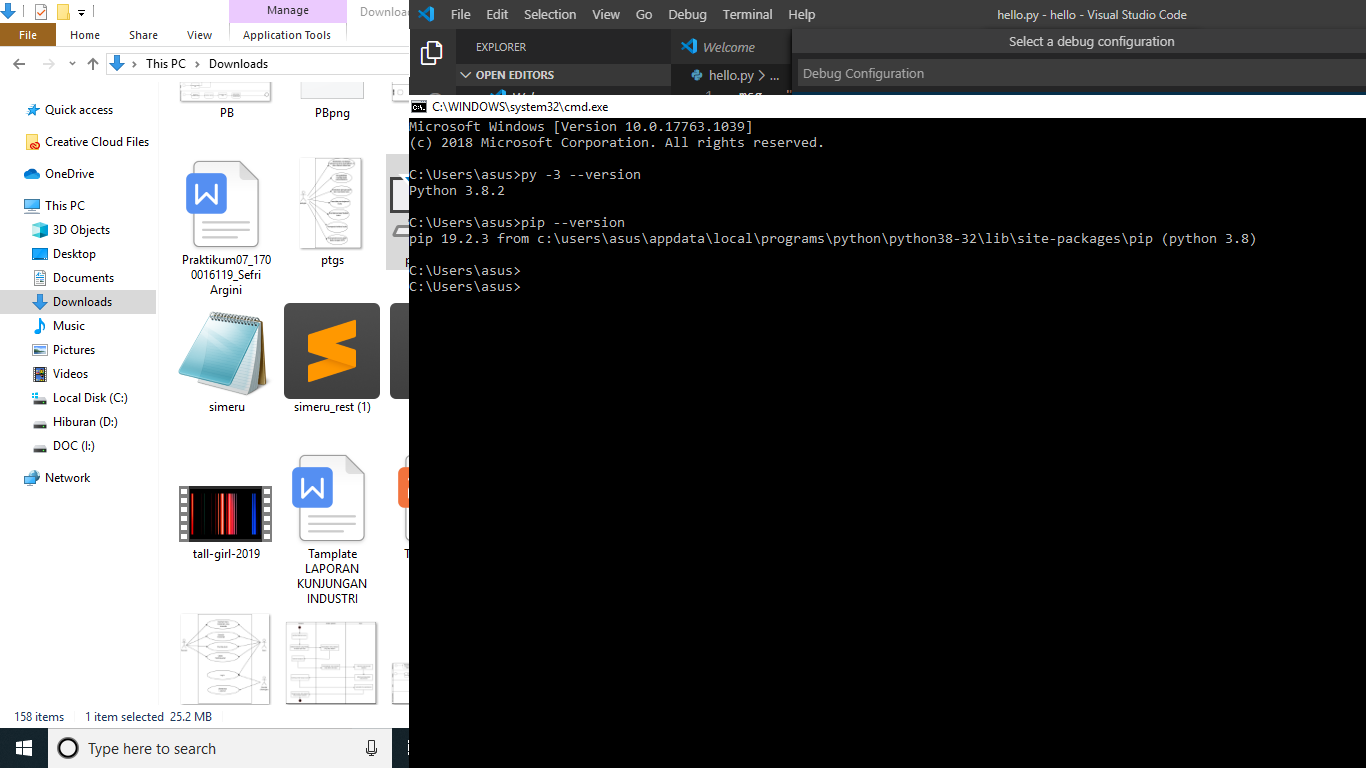 Manage
Downloa
File
Home
Share
View
Application Tools
This PC
Downloads
Quick access
Creative Cloud Files
OneDrive
This PC
3D Objects
Desktop
Documents
Downloads
Music
Pictures
Videos
Local Disk (C:)
Hiburan (D:)
DOC (I:)
Network
PB
PBpng
W
Praktikum07_170
0016119_Sefri
Argini
ptgs
simeru
simeru_rest (1)
tall-girl-2019
W
Tamplate
LAPORAN
KUNJUNGAN
INDUSTRI
158 items
1 item selected 25.2 MB
Type here to search
File Edit Selection View Go Debug Terminal Help
hello.py - hello - Visual Studio Code
EXPLORER
OPEN EDITORS
Welcome
hello.py > ...
Select a debug configuration
Debug Configuration
C:\WINDOWS\system32\cmd.exe
Microsoft Windows [Version 10.0.17763.1039]
(c) 2018 Microsoft Corporation. All rights reserved.
C:\Users\asus>py -3 --version
Python 3.8.2
C:\Users\asus>pip --version
pip 19.2.3 from c:\users\asus\appdata\local\programs\python\python38-32\lib\site-packages\pip (python 3.8)
C:\Users\asus>
C:\Users\asus>